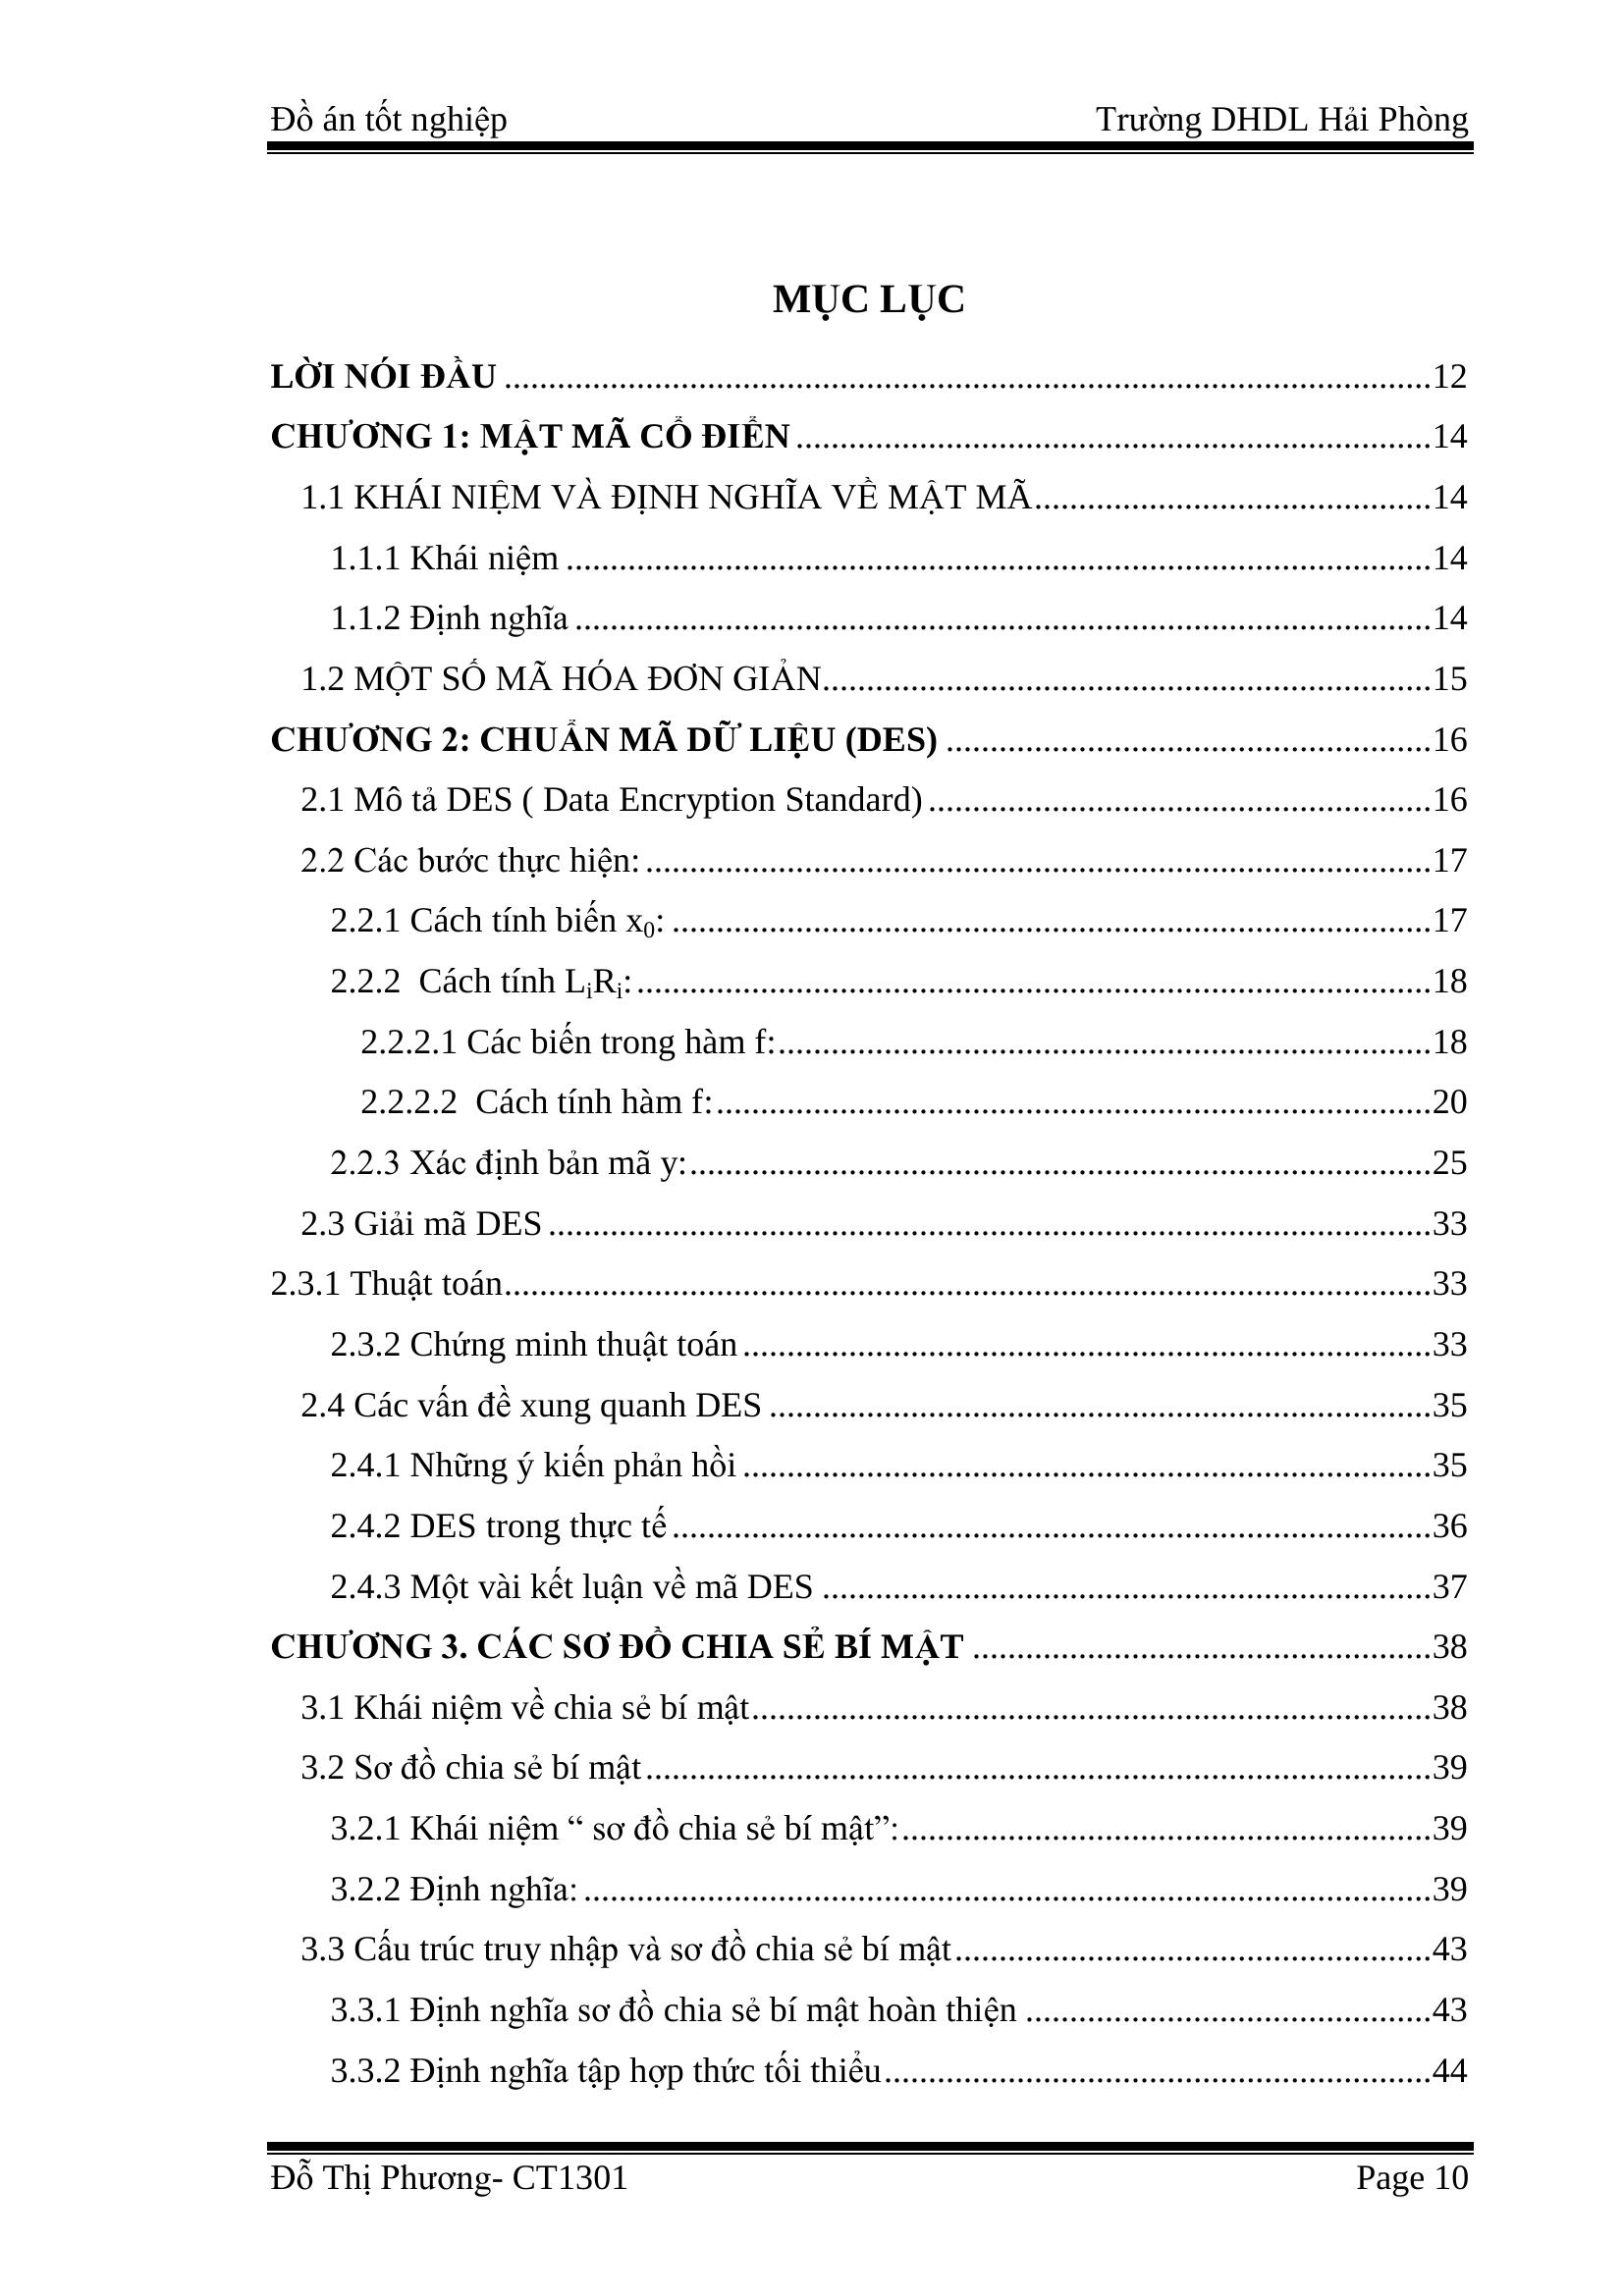 Đồ án tốt nghiệp Trường DHDL Hải Phòng
MỤC LỤC
LỜI NÓI ĐẦU ........................................................................................................12
CHƯƠNG 1: MẬT MÃ CỔ ĐIỂN ........................................................................14
1.1 KHÁI NIỆM VÀ ĐỊNH NGHĨA VỀ MẬT MÃ.............................................14
1.1.1 Khái niệm ..................................................................................................14
1.1.2 Định nghĩa .................................................................................................14
1.2 MỘT SỐ MÃ HÓA ĐƠN GIẢN.....................................................................15
CHƯƠNG 2: CHUẨN MÃ DỮ LIỆU (DES) .......................................................16
2.1 Mô tả DES ( Data Encryption Standard) .........................................................16
2.2 Các bước thực hiện: .........................................................................................17
2.2.1 Cách tính biến x₀: ......................................................................................17
2.2.2  Cách tính LᵢRᵢ: ..........................................................................................18
2.2.2.1 Các biến trong hàm f:..........................................................................18
2.2.2.2  Cách tính hàm f:.................................................................................20
2.2.3 Xác định bản mã y:....................................................................................25
2.3 Giải mã DES ....................................................................................................33
2.3.1 Thuật toán.........................................................................................................33
2.3.2 Chứng minh thuật toán ..............................................................................33
2.4 Các vấn đề xung quanh DES ...........................................................................35
2.4.1 Những ý kiến phản hồi ..............................................................................35
2.4.2 DES trong thực tế ......................................................................................36
2.4.3 Một vài kết luận về mã DES .....................................................................37
CHƯƠNG 3. CÁC SƠ ĐỒ CHIA SẺ BÍ MẬT ....................................................38
3.1 Khái niệm về chia sẻ bí mật.............................................................................38
3.2 Sơ đồ chia sẻ bí mật.........................................................................................39
3.2.1 Khái niệm “ sơ đồ chia sẻ bí mật”:............................................................39
3.2.2 Định nghĩa: ................................................................................................39
3.3 Cấu trúc truy nhập và sơ đồ chia sẻ bí mật......................................................43
3.3.1 Định nghĩa sơ đồ chia sẻ bí mật hoàn thiện ..............................................43
3.3.2 Định nghĩa tập hợp thức tối thiểu..............................................................44
Đỗ Thị Phương- CT1301 Page 10